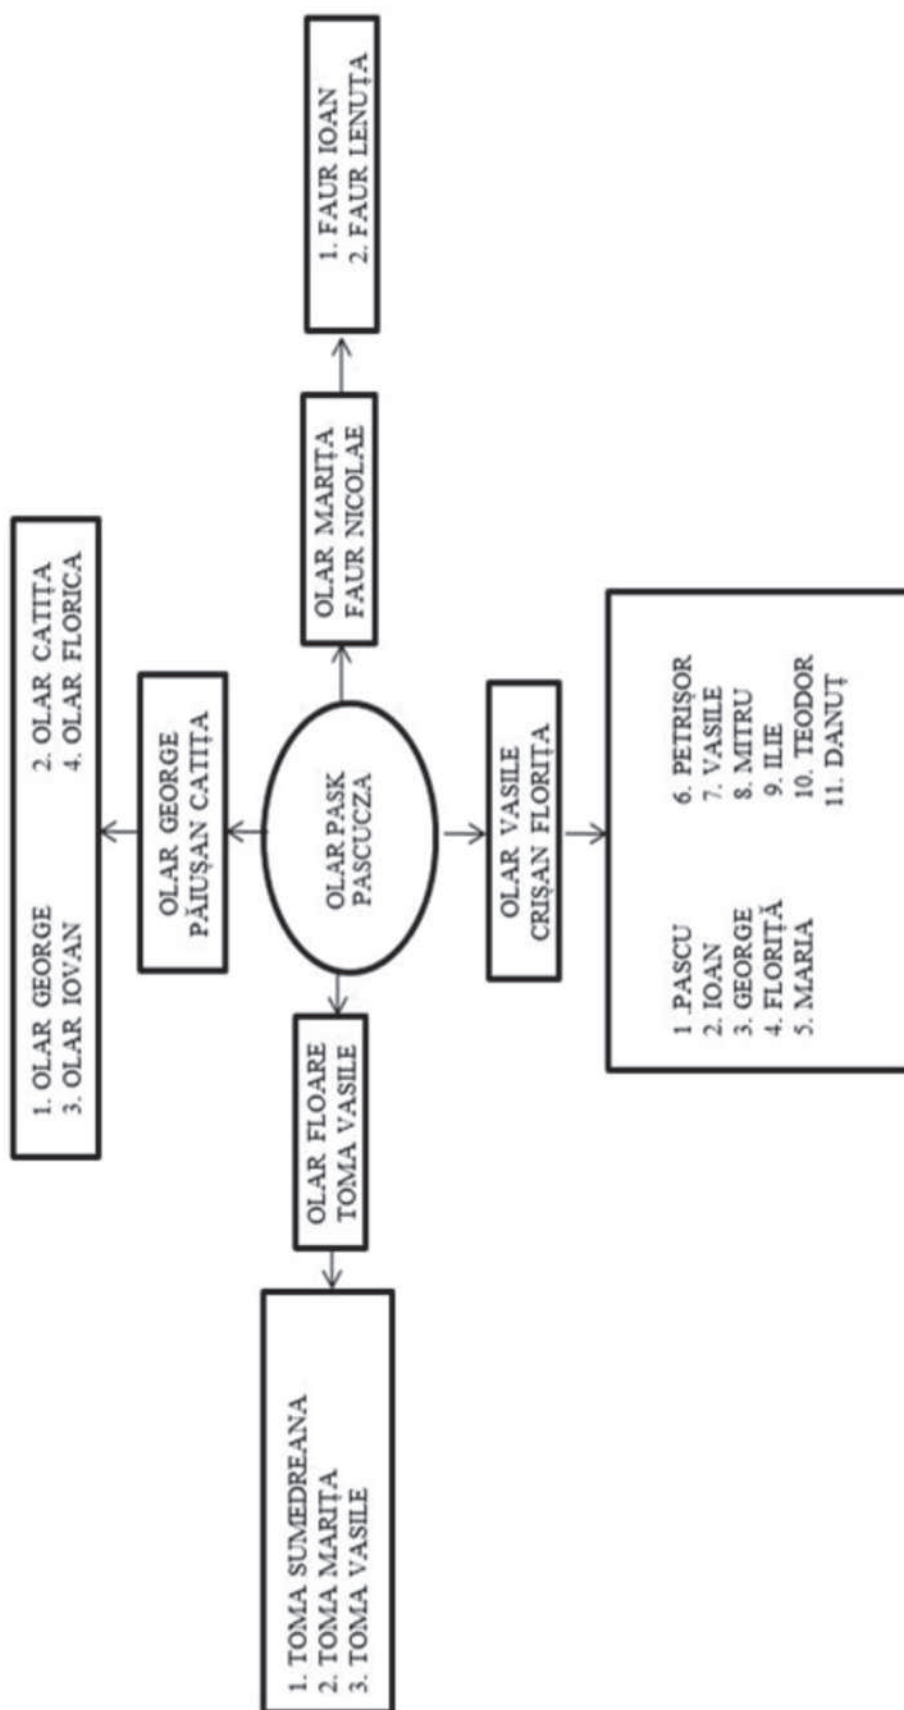 1. OLAR GEORGE 2. OLAR CATIȚA
3. OLAR IOVAN 4. OLAR FLORICA
OLAR GEORGE
PĂIUȘAN CATIȚA
1. TOMA SUMEDREANA
2. TOMA MARIȚA
3. TOMA VASILE
OLAR FLOARE
TOMA VASILE
OLAR PASK
PASCUCZA
OLAR MARIȚA
FAUR NICOLAE
1. FAUR IOAN
2. FAUR LENUȚA
OLAR VASILE
CRIȘAN FLORIȚA
1 .PASCU
2. IOAN
3. GEORGE
4. FLORIȚĂ
5. MARIA
6. PETRIȘOR
7. VASILE
8. MITRU
9. ILIE
10. TEODOR
11. DANUȚ